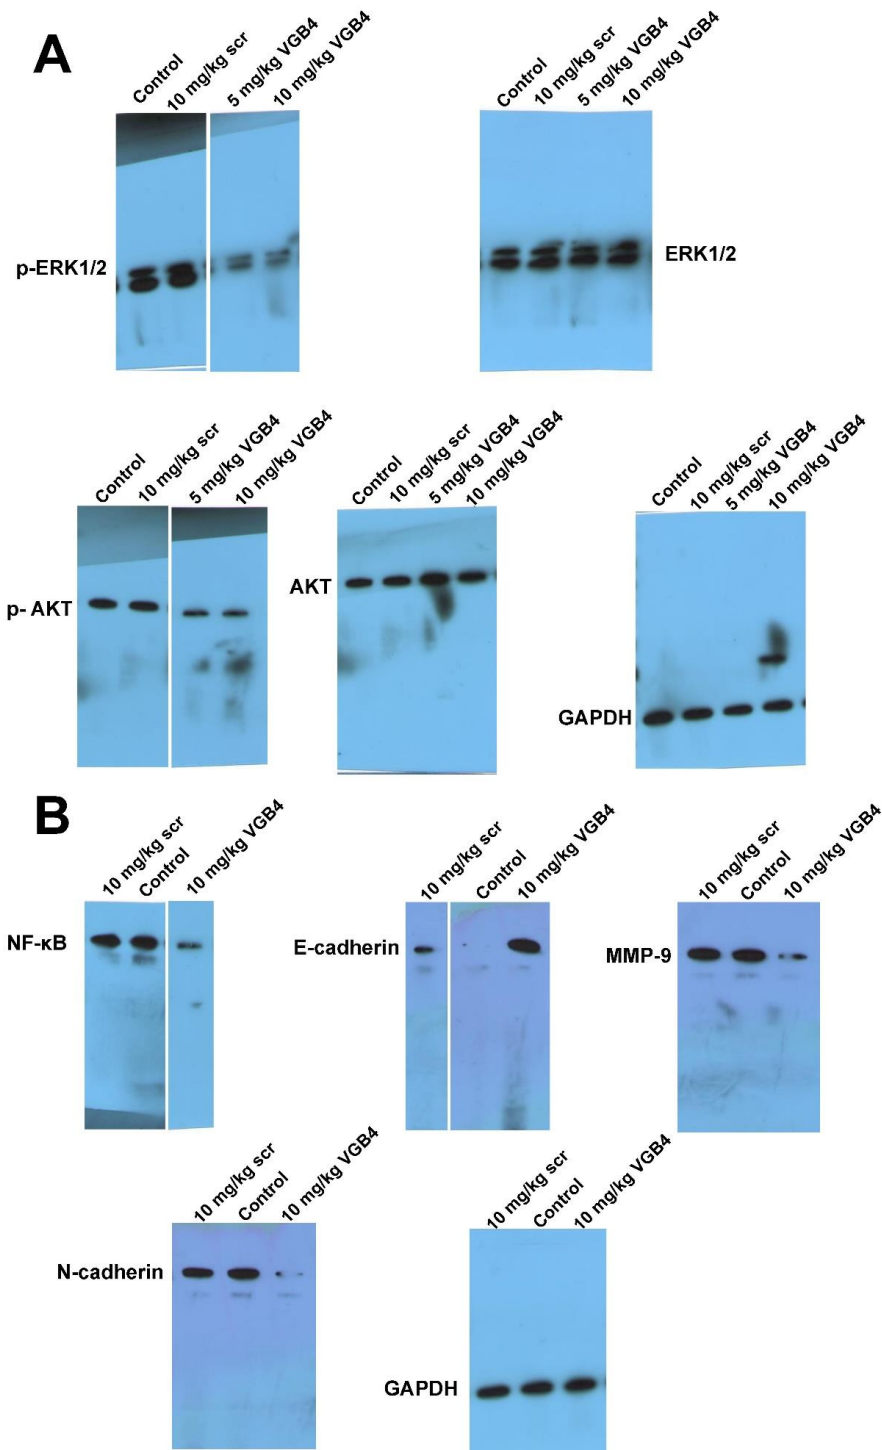 A
Control
10 mg/kg scr
5 mg/kg VGB4
10 mg/kg VGB4
Control
10 mg/kg scr
5 mg/kg VGB4
10 mg/kg VGB4
p-ERK1/2
ERK1/2
Control
10 mg/kg scr
5 mg/kg VGB4
10 mg/kg VGB4
Control
10 mg/kg scr
5 mg/kg VGB4
10 mg/kg VGB4
Control
10 mg/kg scr
5 mg/kg VGB4
10 mg/kg VGB4
p- AKT
AKT
GAPDH
B
10 mg/kg scr
Control
10 mg/kg VGB4
10 mg/kg scr
Control
10 mg/kg VGB4
10 mg/kg scr
Control
10 mg/kg VGB4
NF-κB
E-cadherin
MMP-9
10 mg/kg scr
Control
10 mg/kg VGB4
10 mg/kg scr
Control
10 mg/kg VGB4
N-cadherin
GAPDH